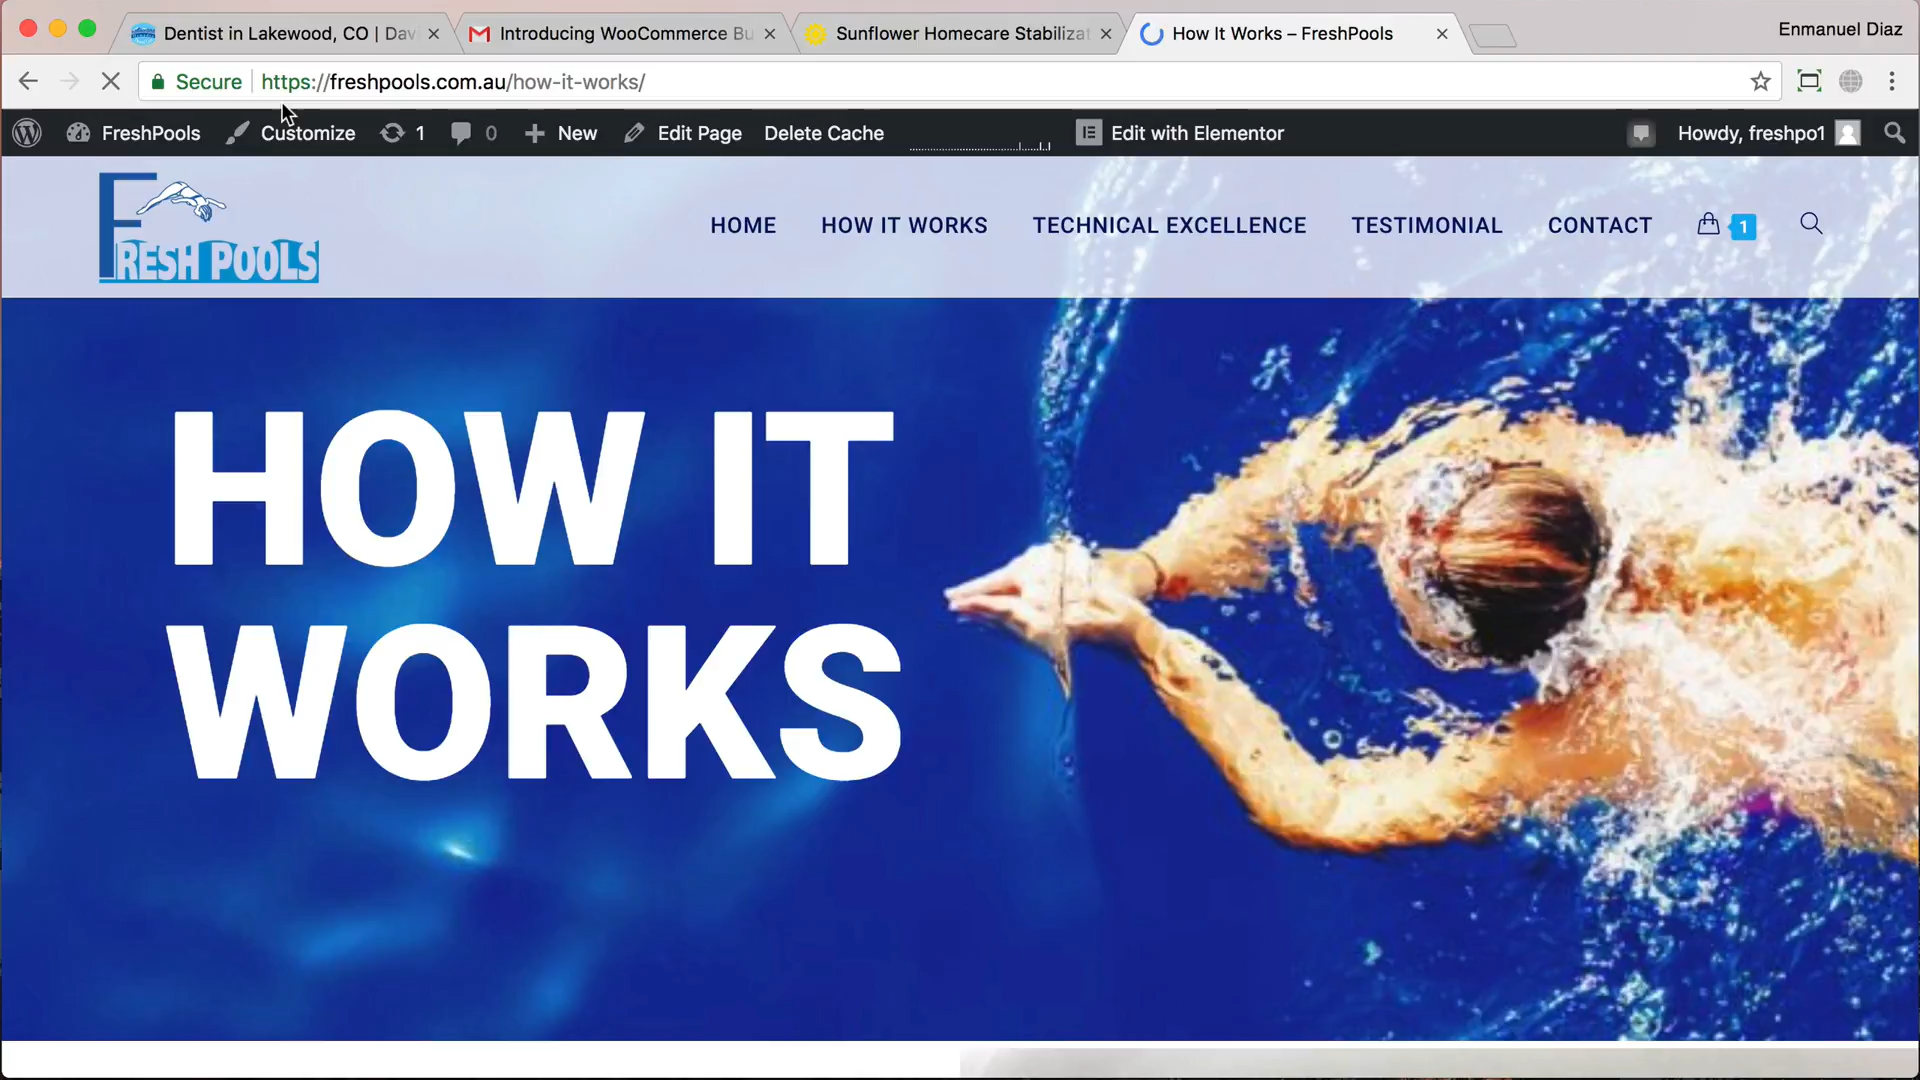 Dentist in Lakewood, CO | Dav
Introducing WooCommerce Bu
Sunflower Homecare Stabilizat
How It Works – FreshPools
Enmanuel Diaz
Secure
https://freshpools.com.au/how-it-works/
FreshPools
Customize
1
0
New
Edit Page
Delete Cache
Edit with Elementor
Howdy, freshpo1
FRESH POOLS
HOME
HOW IT WORKS
TECHNICAL EXCELLENCE
TESTIMONIAL
CONTACT
1
HOW IT
WORKS